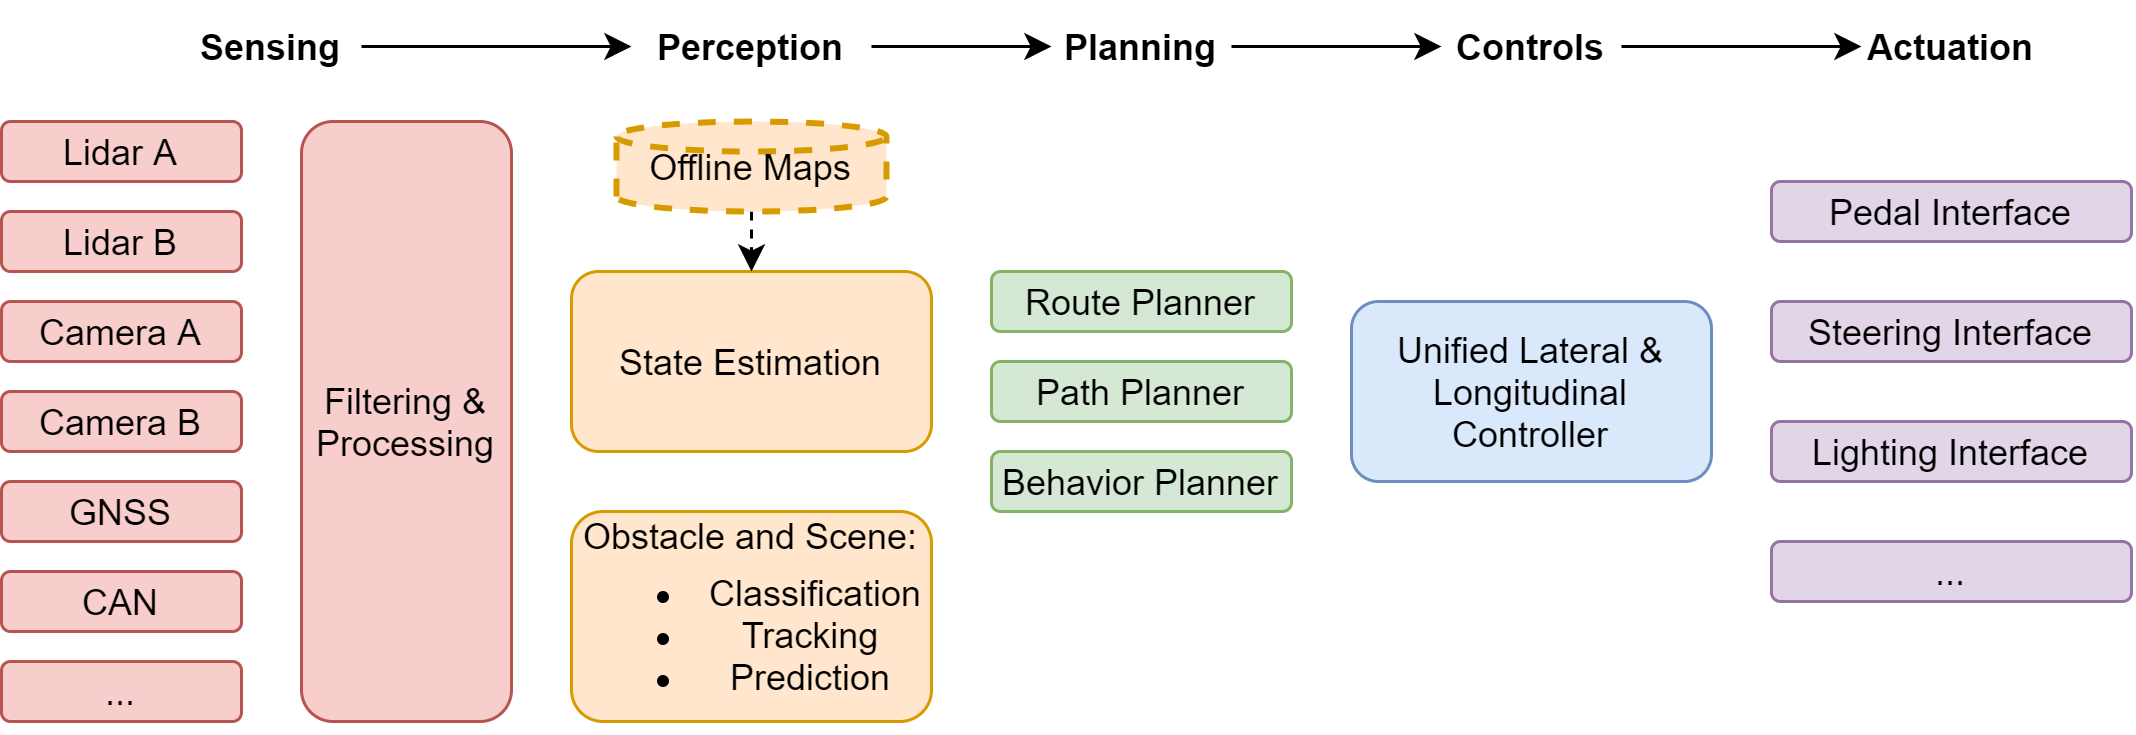 Sensing
Perception
Planning
Controls
Actuation
Lidar A
Lidar B
Camera A
Camera B
GNSS
CAN
...
Filtering &
Processing
Offline Maps
State Estimation
Obstacle and Scene:
• Classification
• Tracking
• Prediction
Route Planner
Path Planner
Behavior Planner
Unified Lateral &
Longitudinal
Controller
Pedal Interface
Steering Interface
Lighting Interface
...